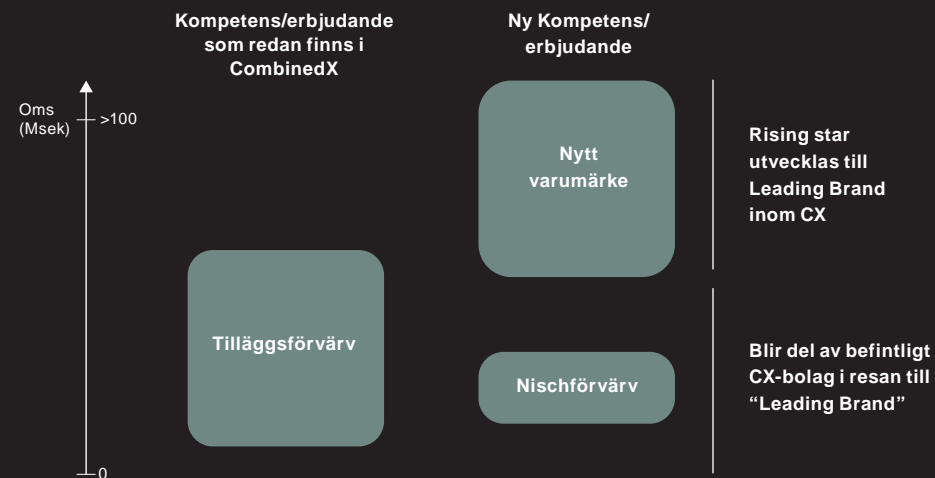 Kompetens/erbjudande
som redan finns i
CombinedX
Ny Kompetens/
erbjudande
Oms
(Msek)
>100
Nytt
varumärke
Rising star
utvecklas till
Leading Brand
inom CX
Tilläggsförvärv
Nischförvärv
Blir del av befintligt
CX-bolag i resan till
“Leading Brand”
0